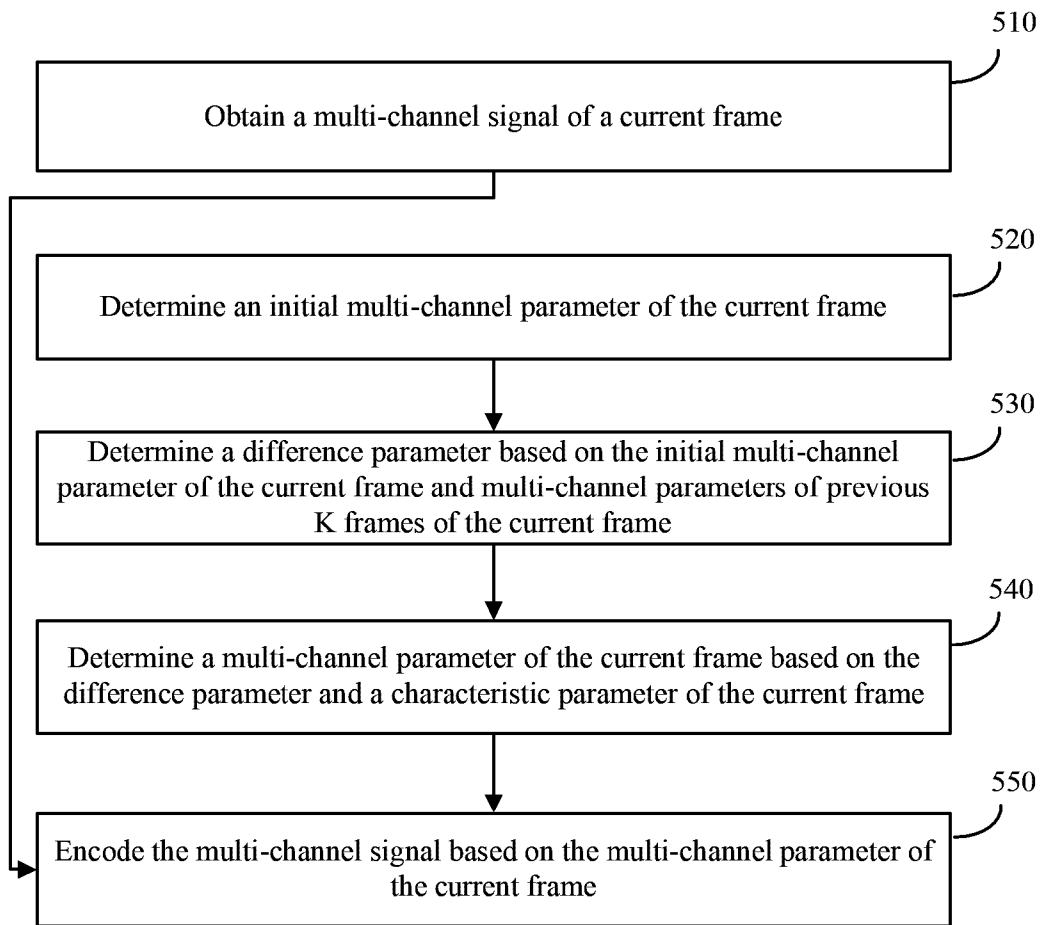 510
Obtain a multi-channel signal of a current frame
520
Determine an initial multi-channel parameter of the current frame
530
Determine a difference parameter based on the initial multi-channel
parameter of the current frame and multi-channel parameters of previous
K frames of the current frame
540
Determine a multi-channel parameter of the current frame based on the
difference parameter and a characteristic parameter of the current frame
550
Encode the multi-channel signal based on the multi-channel parameter of
the current frame